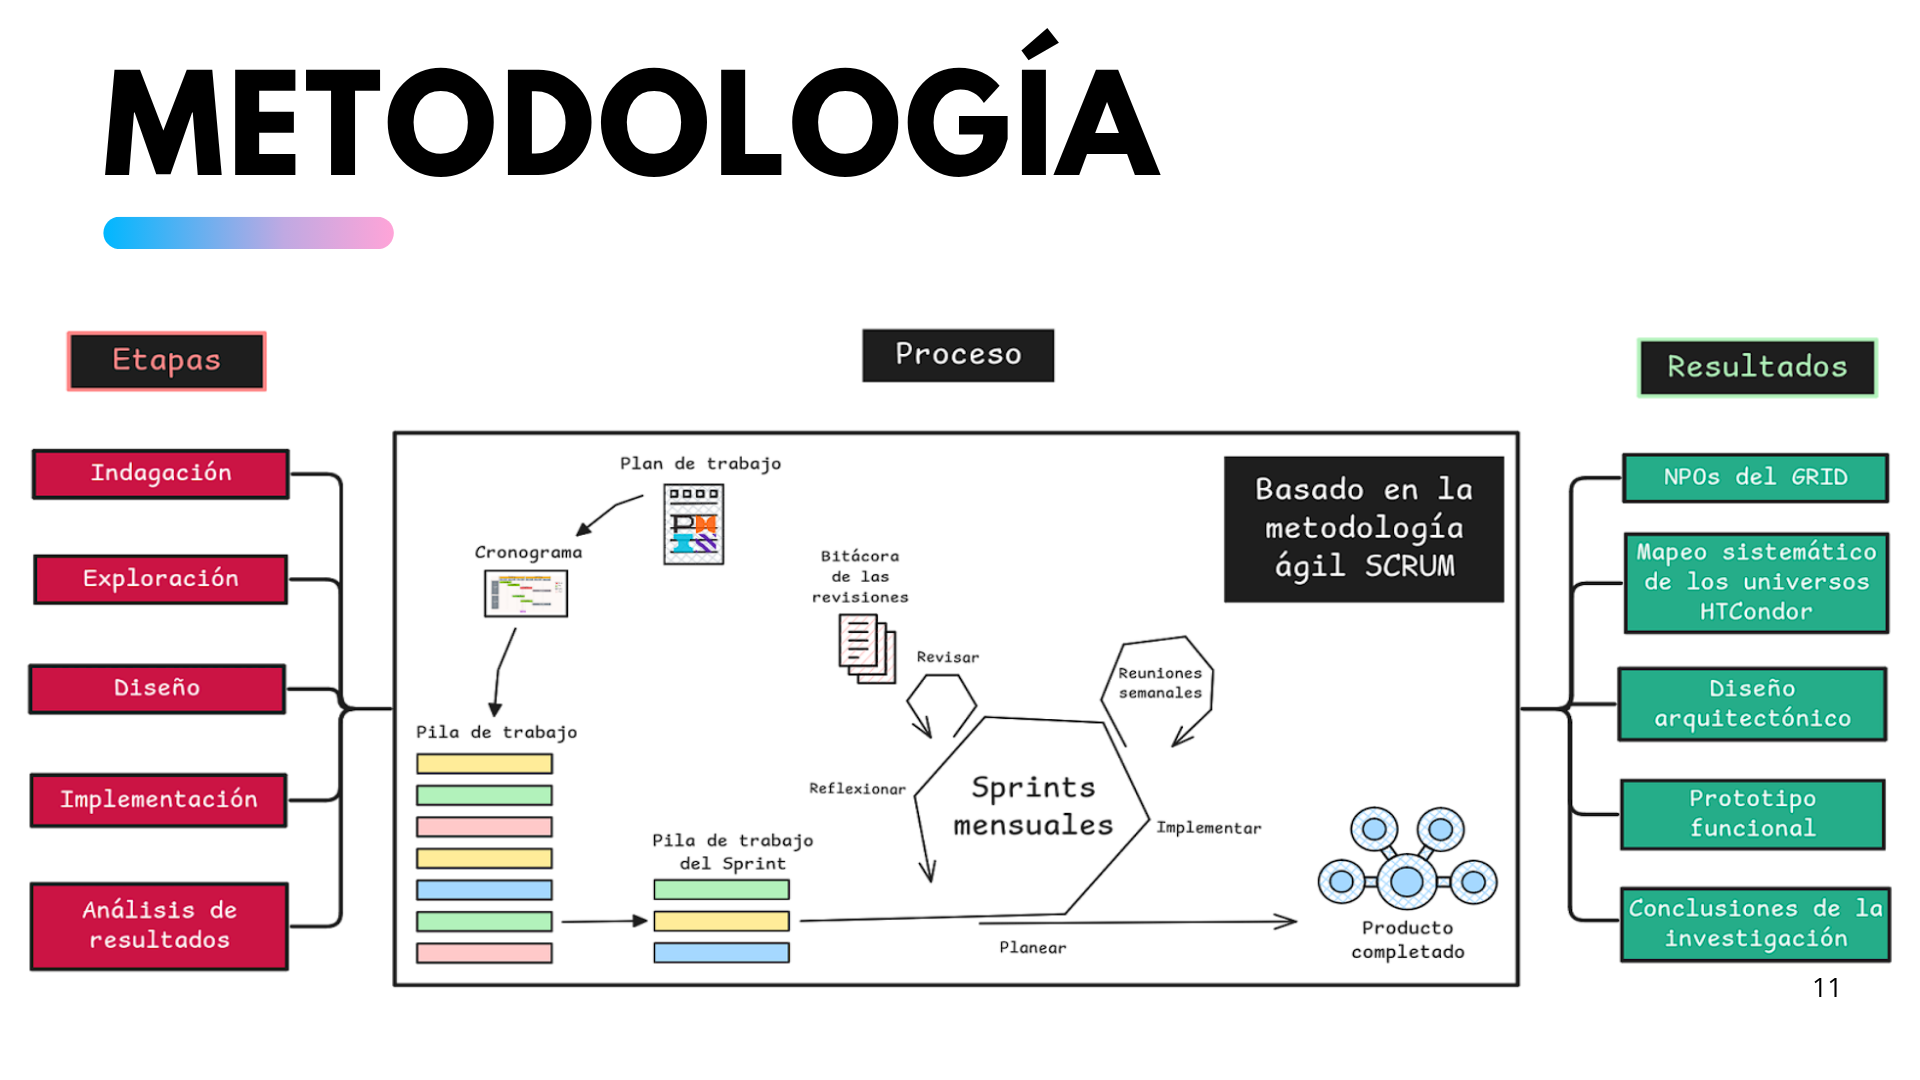 METODOLOGÍA
Etapas
Indagación
Exploración
Diseño
Implementación
Análisis de
resultados
Proceso
Plan de trabajo
Cronograma
Pila de trabajo
Pila de trabajo
del Sprint
Bitácora
de las
revisiones
Revisar
Reuniones
semanales
Reflexionar
Sprints
mensuales
Implementar
Planear
Basado en la
metodología
ágil SCRUM
Producto
completado
Resultados
NPOs del GRID
Mapeo sistemático
de los universos
HTCondor
Diseño
arquitectónico
Prototipo
funcional
Conclusiones de la
investigación
11